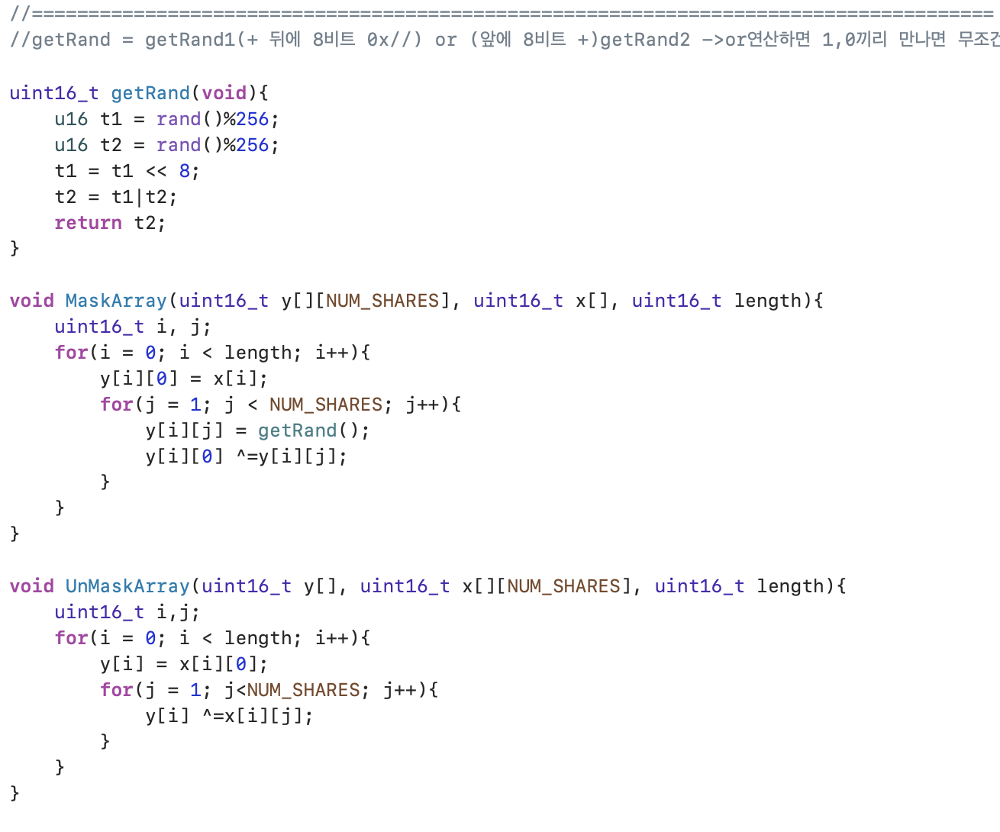 //=====================================================================================
//getRand = getRand1(+ 뒤에 8비트 0x//) or (앞에 8비트 +)getRand2 ->or연산하면 1,0끼리 만나면 무조건
uint16_t getRand(void){
    u16 t1 = rand()%256;
    u16 t2 = rand()%256;
    t1 = t1 << 8;
    t2 = t1|t2;
    return t2;
}
void MaskArray(uint16_t y[][NUM_SHARES], uint16_t x[], uint16_t length){
    uint16_t i, j;
    for(i = 0; i < length; i++){
        y[i][0] = x[i];
        for(j = 1; j < NUM_SHARES; j++){
            y[i][j] = getRand();
            y[i][0] ^=y[i][j];
        }
    }
}
void UnMaskArray(uint16_t y[], uint16_t x[][NUM_SHARES], uint16_t length){
    uint16_t i,j;
    for(i = 0; i < length; i++){
        y[i] = x[i][0];
        for(j = 1; j<NUM_SHARES; j++){
            y[i] ^=x[i][j];
        }
    }
}